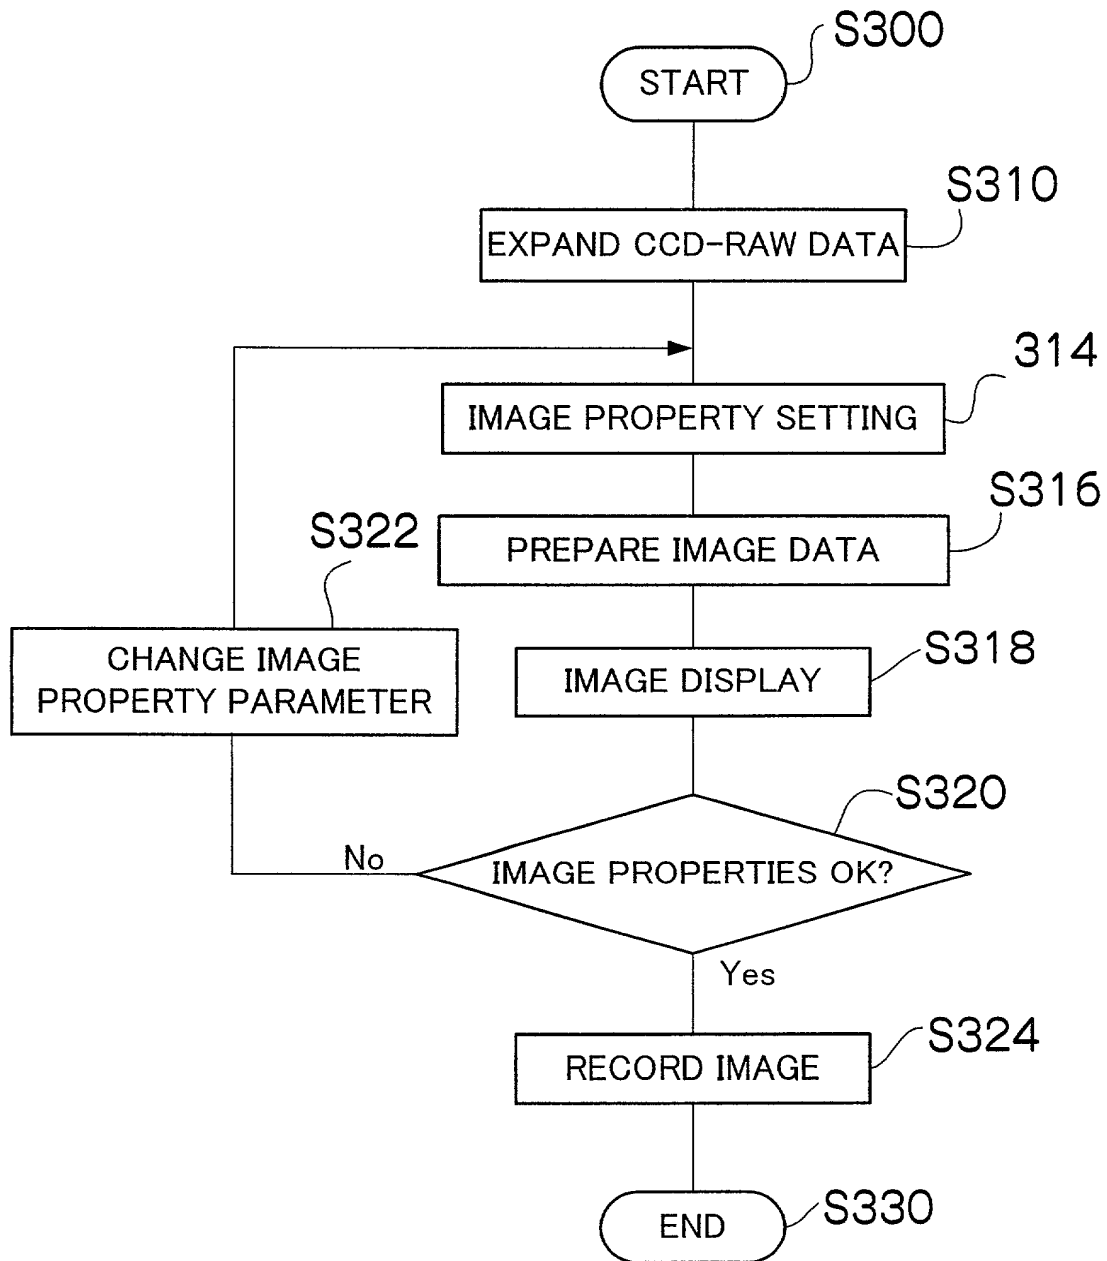 S300
START
S310
EXPAND CCD-RAW DATA
314
IMAGE PROPERTY SETTING
S316
PREPARE IMAGE DATA
S322
CHANGE IMAGE
PROPERTY PARAMETER
S318
IMAGE DISPLAY
S320
IMAGE PROPERTIES OK?
No
Yes
S324
RECORD IMAGE
S330
END